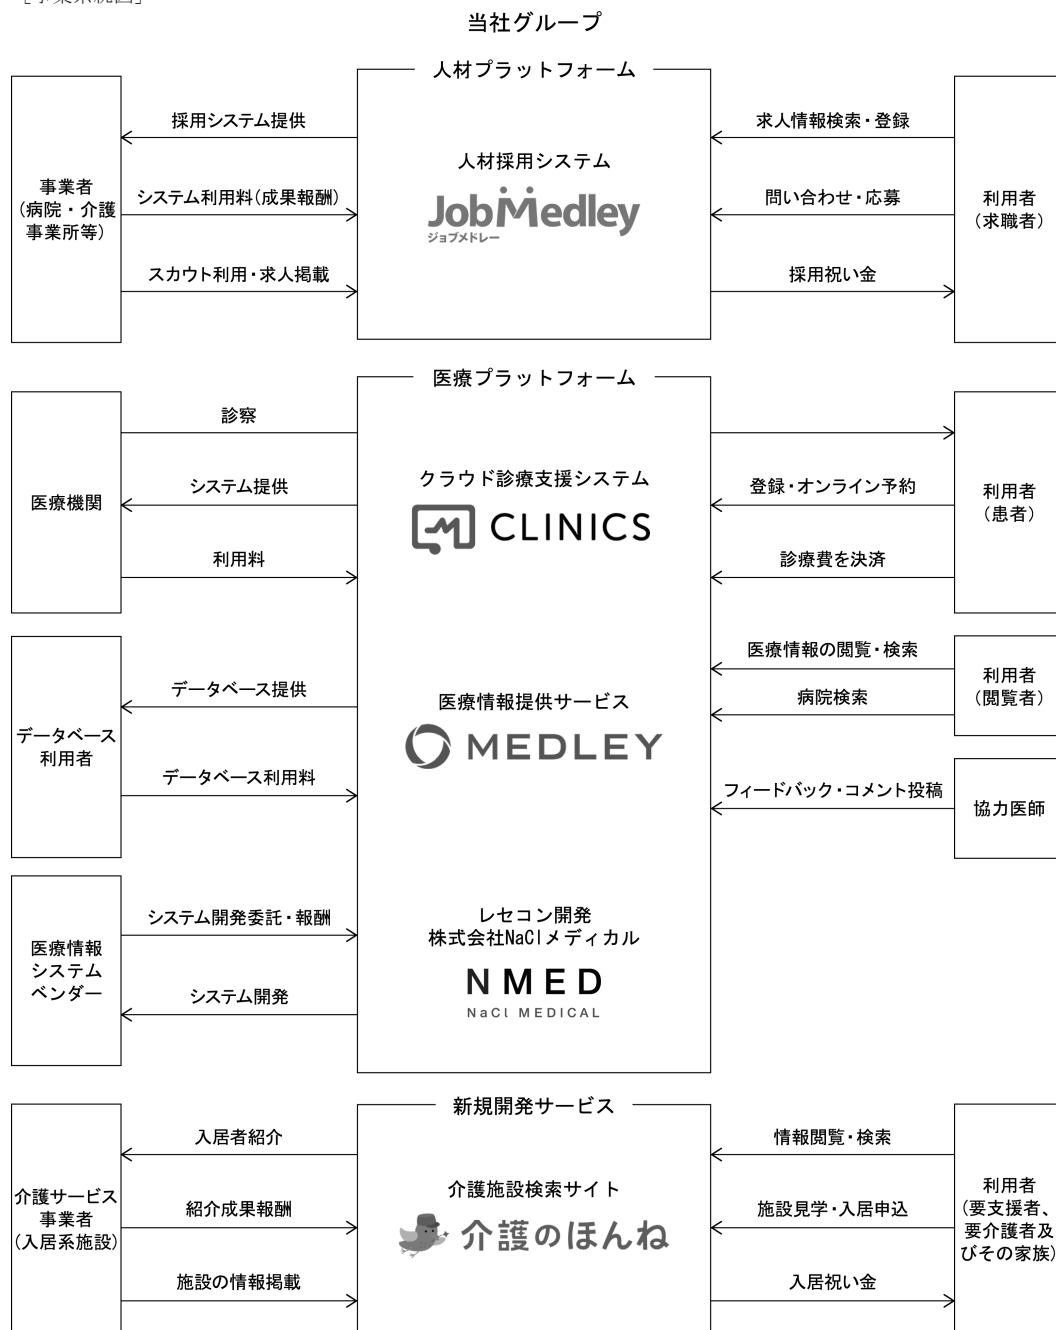 [事業系統図]
当社グループ
人材プラットフォーム
事業者
(病院・介護
事業所等)
採用システム提供
システム利用料(成果報酬)
スカウト利用・求人掲載
人材採用システム
JobMedley
ジョブメドレー
求人情報検索・登録
問い合わせ・応募
採用祝い金
利用者
(求職者)
医療プラットフォーム
医療機関
診察
システム提供
利用料
クラウド診療支援システム
CLINICS
登録・オンライン予約
診療費を決済
利用者
(患者)
データベース
利用者
データベース提供
データベース利用料
医療情報提供サービス
MEDLEY
医療情報の閲覧・検索
病院検索
利用者
(閲覧者)
フィードバック・コメント投稿
協力医師
医療情報
システム
ベンダー
システム開発委託・報酬
システム開発
レセコン開発
株式会社NaClメディカル
NMED
NaCl MEDICAL
新規開発サービス
介護サービス
事業者
(入居系施設)
入居者紹介
紹介成果報酬
施設の情報掲載
介護施設検索サイト
介護のほんね
情報閲覧・検索
施設見学・入居申込
入居祝い金
利用者
(要支援者、
要介護者及
びその家族)